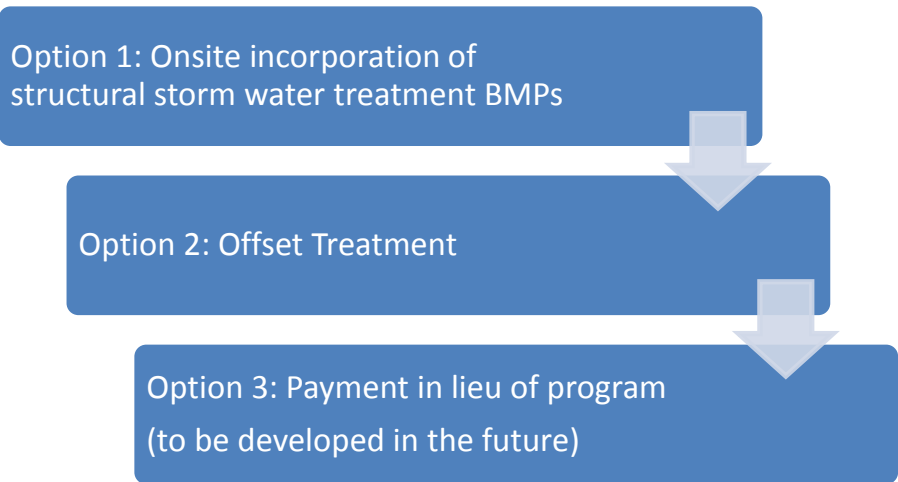 Option 1: Onsite incorporation of
structural storm water treatment BMPs
Option 2: Offset Treatment
Option 3: Payment in lieu of program
(to be developed in the future)